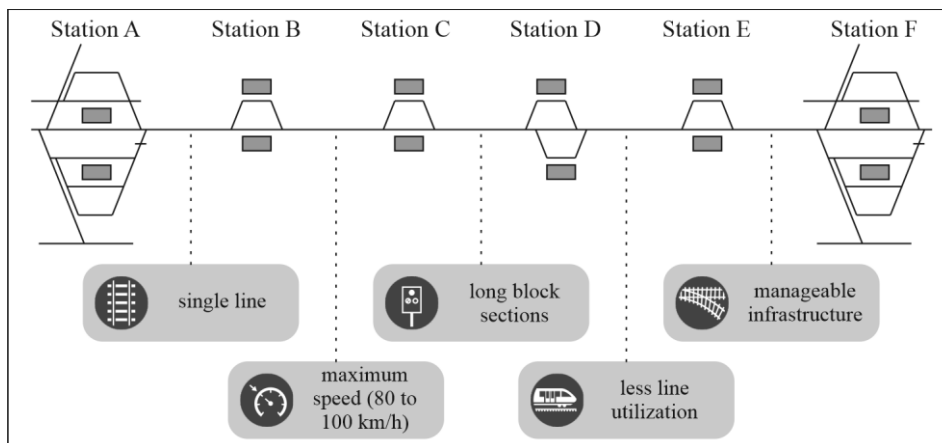 Station A
Station B
Station C
Station D
Station E
Station F
single line
long block
sections
manageable
infrastructure
maximum
speed (80 to
100 km/h)
less line
utilization